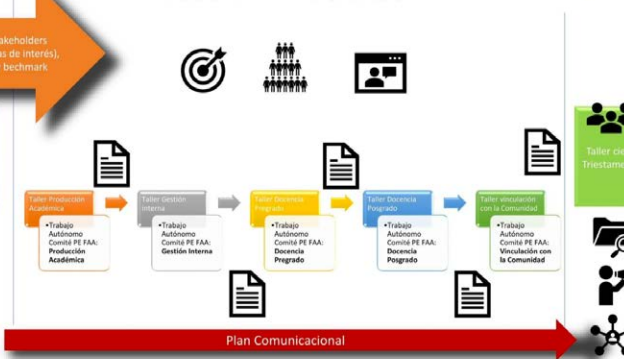 akeholders
as de interés),
bechmark
Taller Producción
Académica
•Trabajo
Autónomo
Comité PE FAA:
Producción
Académica
Taller Gestión
Interna
•Trabajo
Autónomo
Comité PE FAA:
Gestión Interna
Taller Docencia
Pregrado
•Trabajo
Autónomo
Comité PE FAA:
Docencia
Pregrado
Taller Docencia
Posgrado
•Trabajo
Autónomo
Comité PE FAA:
Docencia
Posgrado
Taller vinculación
con la Comunidad
•Trabajo
Autónomo
Comité PE FAA:
Vinculación con
la Comunidad
Taller cie
Triestame
Plan Comunicacional